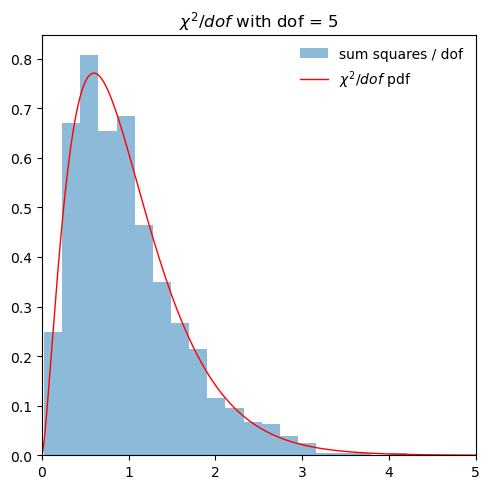 χ²/dof with dof = 5
sum squares / dof
χ²/dof pdf
0.8
0.7
0.6
0.5
0.4
0.3
0.2
0.1
0.0
0 1 2 3 4 5